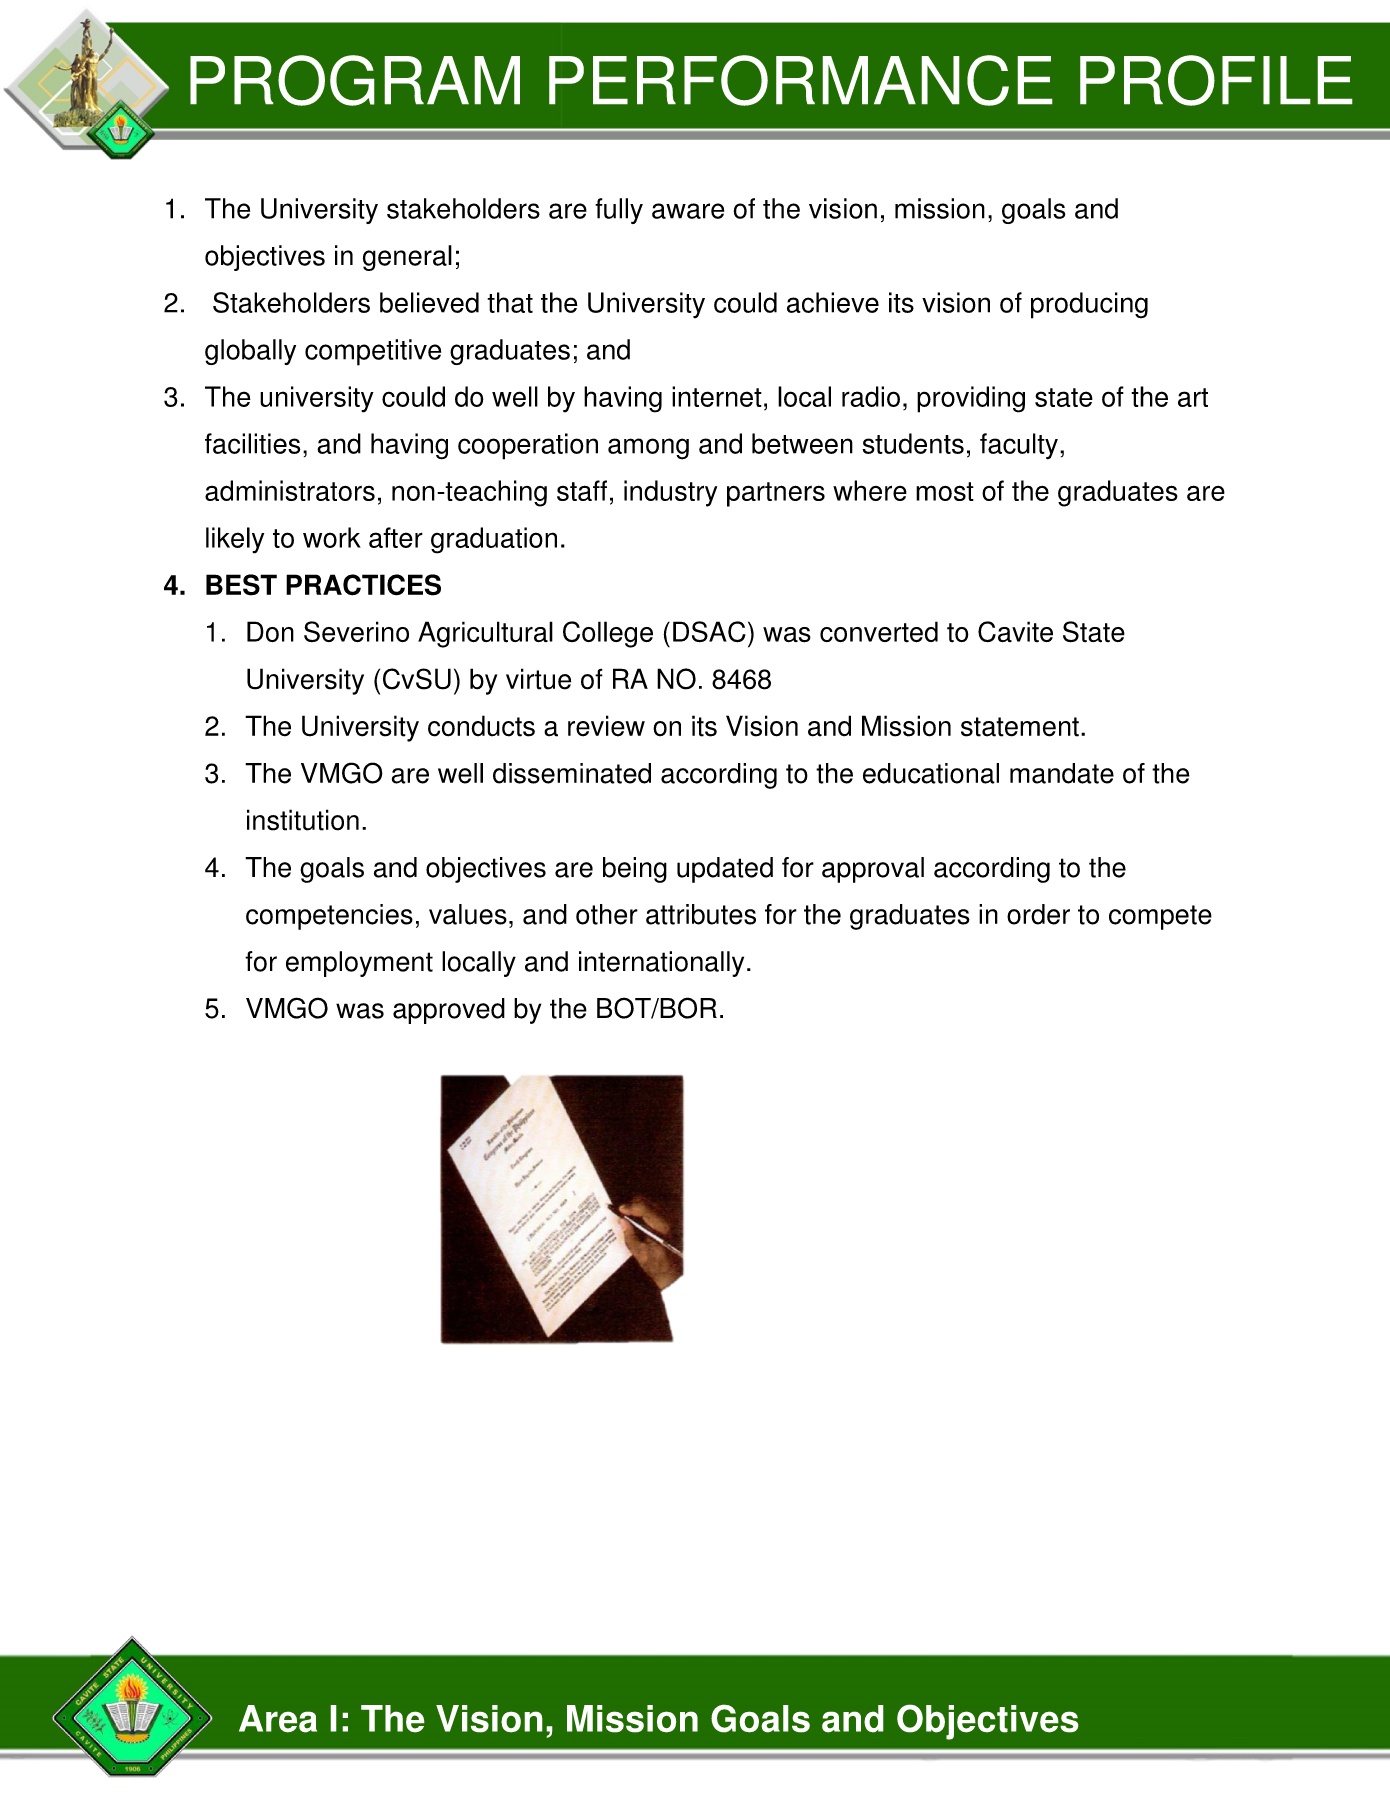 PROGRAM PERFORMANCE PROFILE
1. The University stakeholders are fully aware of the vision, mission, goals and
objectives in general;
2. Stakeholders believed that the University could achieve its vision of producing
globally competitive graduates; and
3. The university could do well by having internet, local radio, providing state of the art
facilities, and having cooperation among and between students, faculty,
administrators, non-teaching staff, industry partners where most of the graduates are
likely to work after graduation.
4. BEST PRACTICES
1. Don Severino Agricultural College (DSAC) was converted to Cavite State
University (CvSU) by virtue of RA NO. 8468
2. The University conducts a review on its Vision and Mission statement.
3. The VMGO are well disseminated according to the educational mandate of the
institution.
4. The goals and objectives are being updated for approval according to the
competencies, values, and other attributes for the graduates in order to compete
for employment locally and internationally.
5. VMGO was approved by the BOT/BOR.
Republic of the Philippines
Congress of the Philippines
CAVITE STATE UNIVERSITY
CAVITE PHILIPPINES
1906
Area I: The Vision, Mission Goals and Objectives